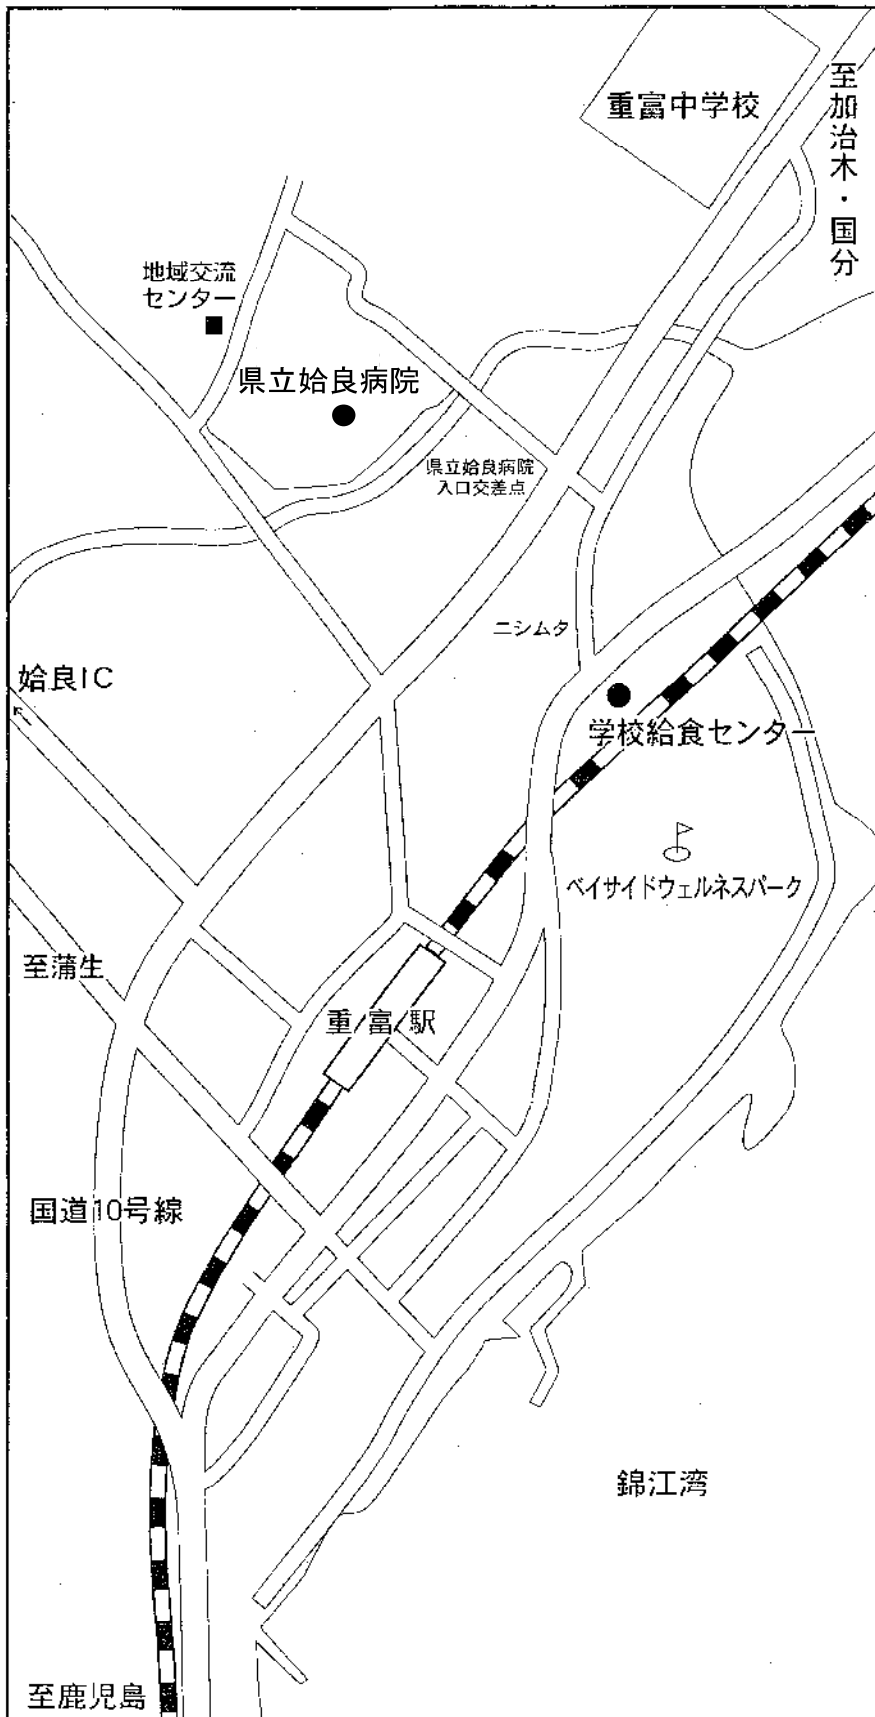 重富中学校
至加治木・国分
地域交流
センター
県立姶良病院
県立姶良病院
入口交差点
ニシムタ
姶良IC
学校給食センター
ベイサイドウェルネスパーク
至蒲生
重富駅
国道10号線
錦江湾
至鹿児島